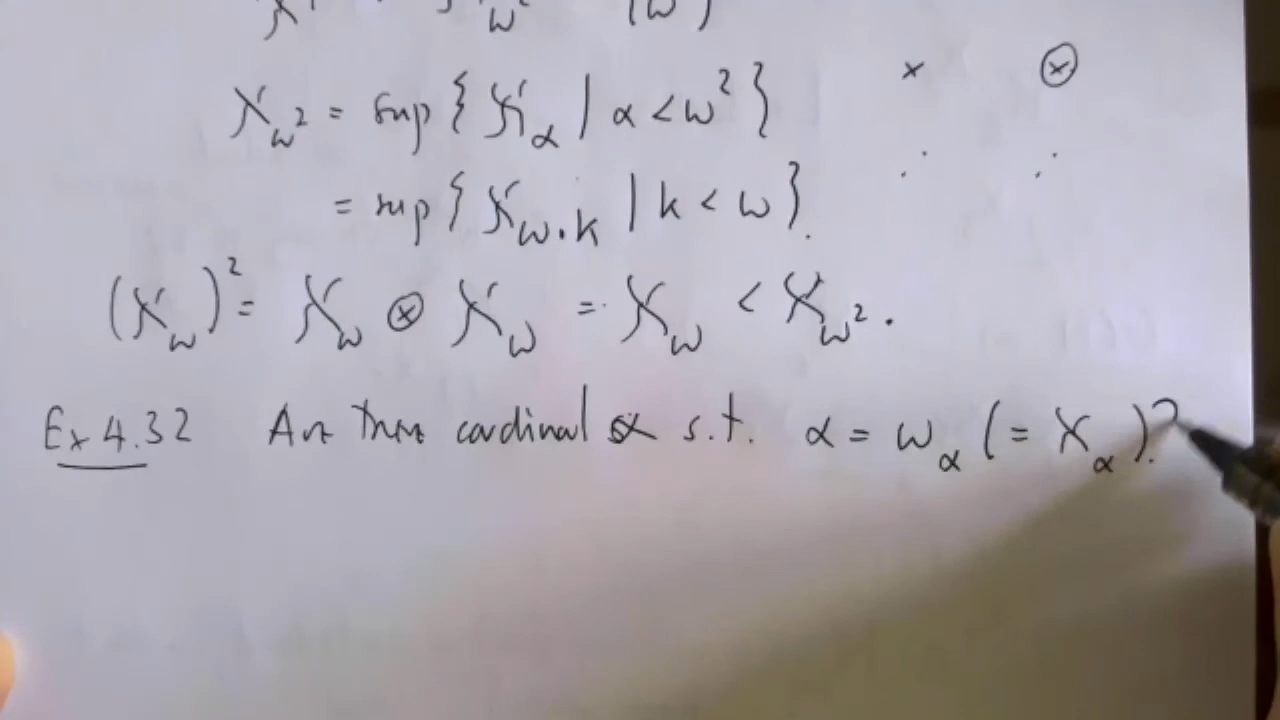 × ⊗
ℵ_{ω²} = sup{ℵ_α | α < ω²}
= sup{ℵ_{ω·k} | k < ω}.
(ℵ_ω)² = ℵ_ω ⊗ ℵ_ω = ℵ_ω < ℵ_{ω²}.
Ex 4.32 Are there cardinal α s.t. α = ω_α (= ℵ_α)?